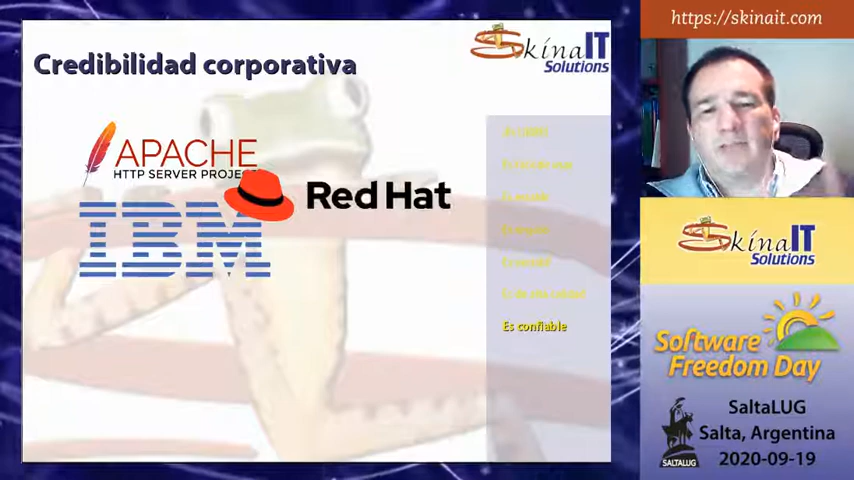 Credibilidad corporativa
SkinaIT
Solutions
APACHE
HTTP SERVER PROJEC
IBM
Red Hat
Es confiable
https://skinait.com
SkinaIT
Solutions
Software
Freedom Day
SaltaLUG
Salta, Argentina
SALTALUG
2020-09-19